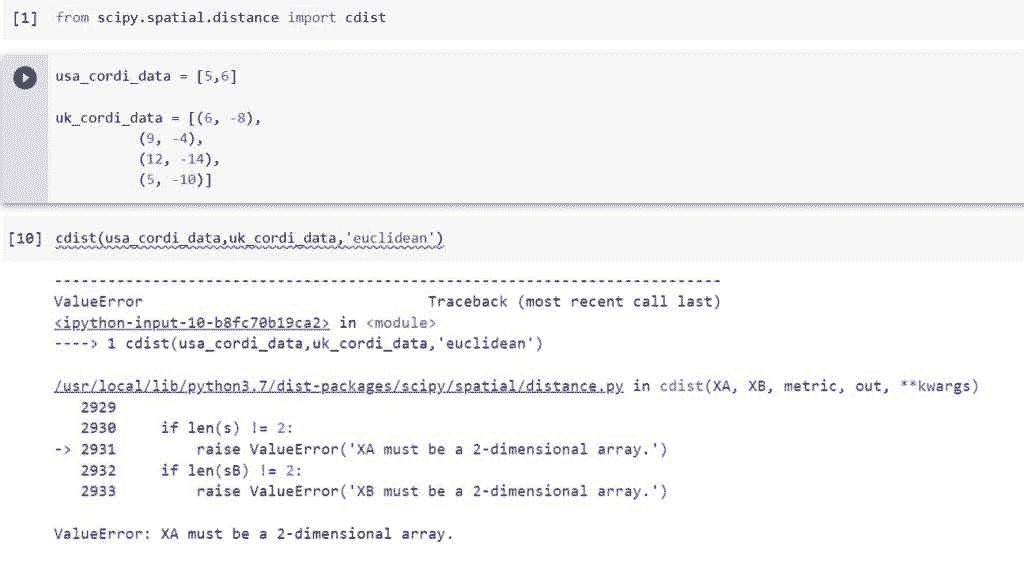 [1] from scipy.spatial.distance import cdist
usa_cordi_data = [5,6]
uk_cordi_data = [(6, -8),
(9, -4),
(12, -14),
(5, -10)]
[10] cdist(usa_cordi_data,uk_cordi_data,'euclidean')
---------------------------------------------------------------------------
ValueError                                Traceback (most recent call last)
<ipython-input-10-b8fc70b19ca2> in <module>
----> 1 cdist(usa_cordi_data,uk_cordi_data,'euclidean')
/usr/local/lib/python3.7/dist-packages/scipy/spatial/distance.py in cdist(XA, XB, metric, out, **kwargs)
2929
2930     if len(s) != 2:
-> 2931         raise ValueError('XA must be a 2-dimensional array.')
2932     if len(sB) != 2:
2933         raise ValueError('XB must be a 2-dimensional array.')
ValueError: XA must be a 2-dimensional array.